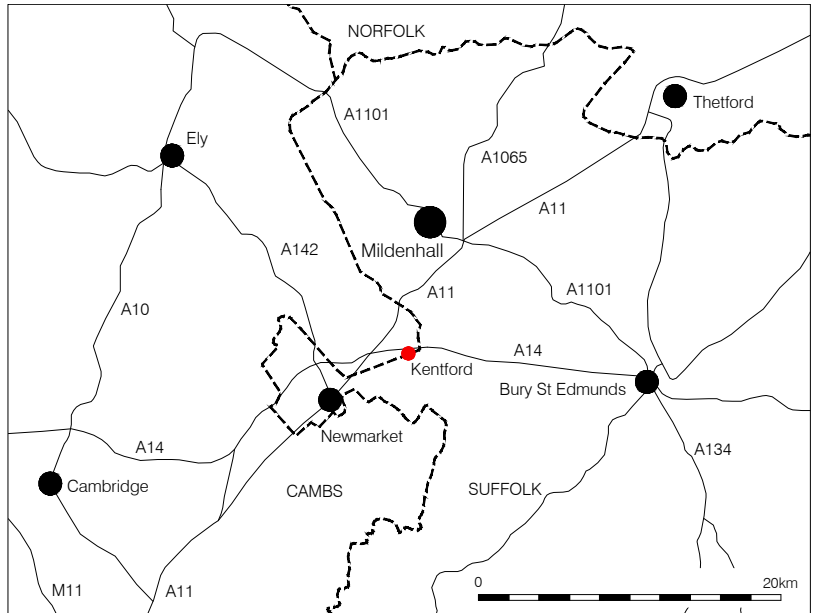 NORFOLK
Thetford
A1101
Ely
A1065
A11
Mildenhall
A142
A11
A1101
A10
A14
Kentford
Bury St Edmunds
Newmarket
A14
A134
Cambridge
CAMBS
SUFFOLK
0 20km
M11
A11